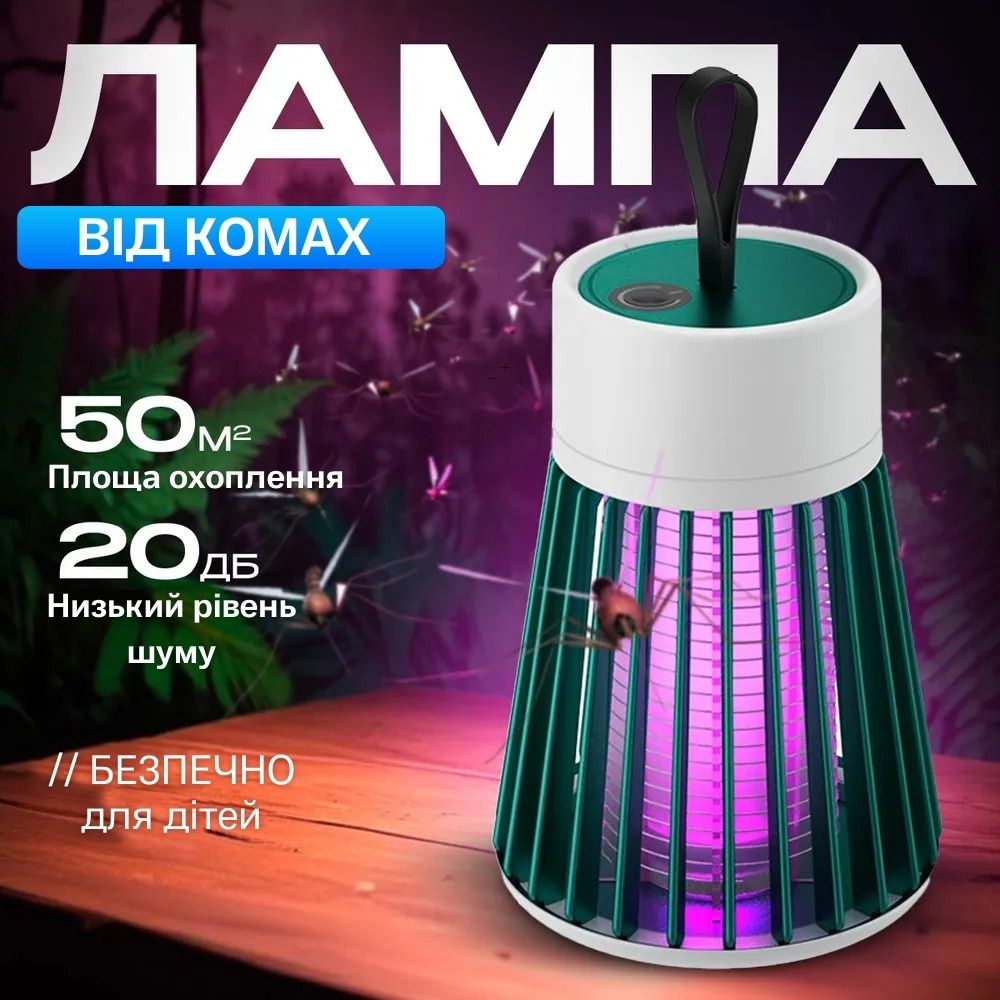 ЛАМПА
ВІД КОМАХ
50м²
Площа охоплення
20дБ
Низький рівень
шуму
// БЕЗПЕЧНО
для дітей